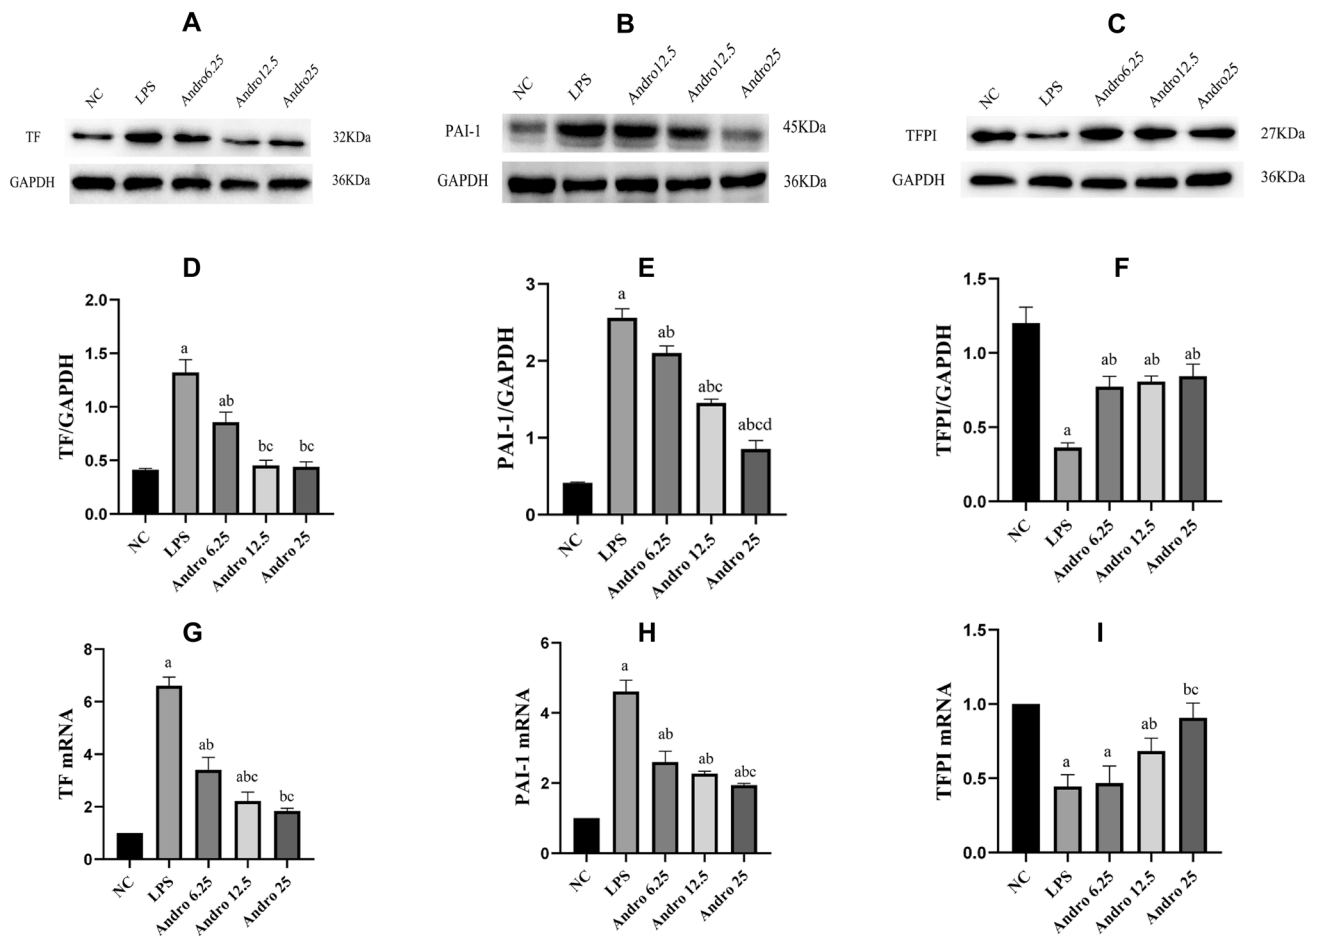 A
B
C
NC LPS Andro6.25 Andro12.5 Andro25
NC LPS Andro12.5 Andro12.5 Andro25
NC LPS Andro6.25 Andro12.5 Andro25
TF 32KDa
GAPDH 36KDa
PAI-1 45KDa
GAPDH 36KDa
TFPI 27KDa
GAPDH 36KDa
D
TF/GAPDH
2.0
1.5
1.0
0.5
0.0
a ab bc bc
NC LPS Andro 6.25 Andro 12.5 Andro 25
E
PAI-1/GAPDH
3
2
1
0
a ab abc abcd
NC LPS Andro 6.25 Andro 12.5 Andro 25
F
TFPI/GAPDH
1.5
1.0
0.5
0.0
a ab ab ab
NC LPS Andro 6.25 Andro 12.5 Andro 25
G
TF mRNA
8
6
4
2
0
a ab abc bc
NC LPS Andro 6.25 Andro 12.5 Andro 25
H
PAI-1 mRNA
6
4
2
0
a ab ab abc
NC LPS Andro 6.25 Andro 12.5 Andro 25
I
TFPI mRNA
1.5
1.0
0.5
0.0
a a ab bc
NC LPS Andro 6.25 Andro 12.5 Andro 25